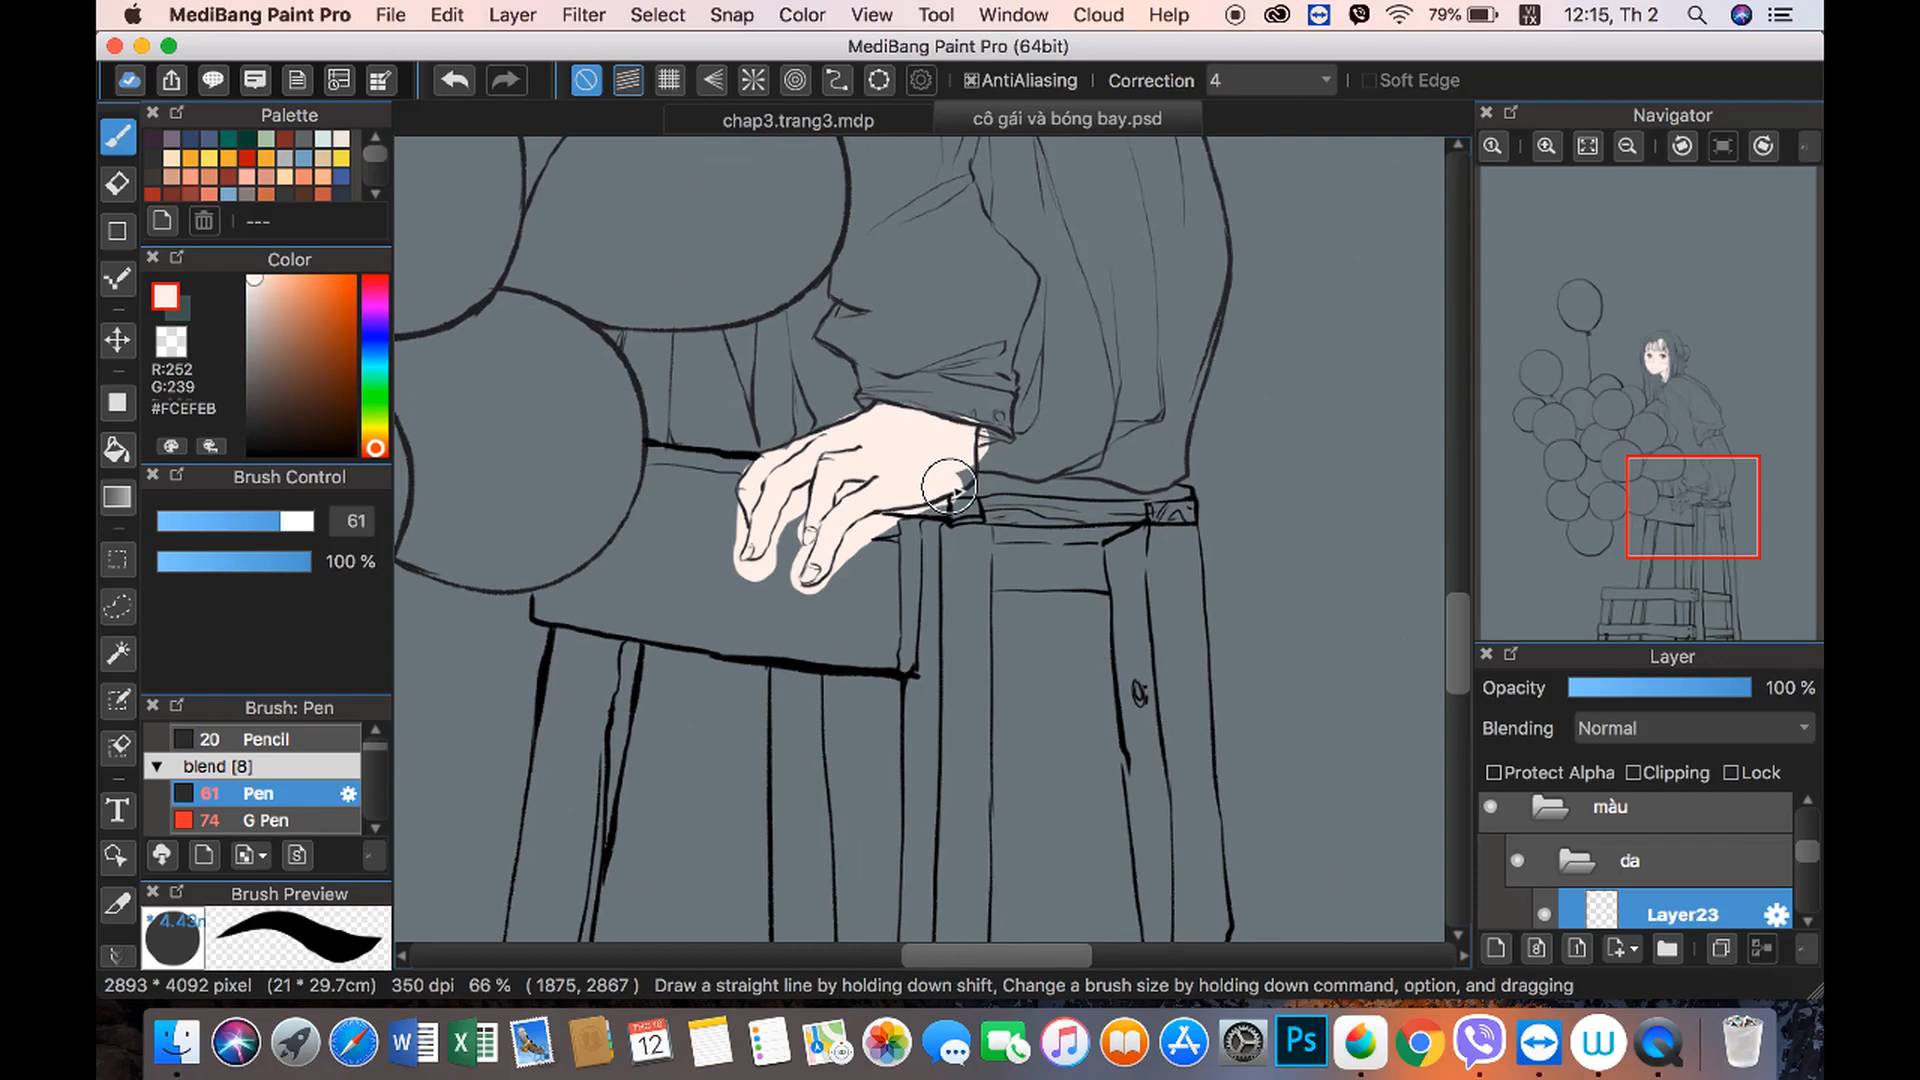 MediBang Paint Pro File Edit Layer Filter Select Snap Color View Tool Window Cloud Help 79% VI TX 12:15, Th 2
MediBang Paint Pro (64bit)
AntiAliasing Correction 4 Soft Edge
Palette
chap3.trang3.mdp cô gái và bóng bay.psd
Navigator
---
Color
R:252
G:239
#FCEFEB
Brush Control
61
100 %
Brush: Pen
20 Pencil
blend [8]
61 Pen
74 G Pen
Brush Preview
Layer
Opacity 100 %
Blending Normal
Protect Alpha Clipping Lock
màu
da
Layer23
2893 * 4092 pixel (21 * 29.7cm) 350 dpi 66 % ( 1875, 2867 ) Draw a straight line by holding down shift, Change a brush size by holding down command, option, and dragging
12
Ps